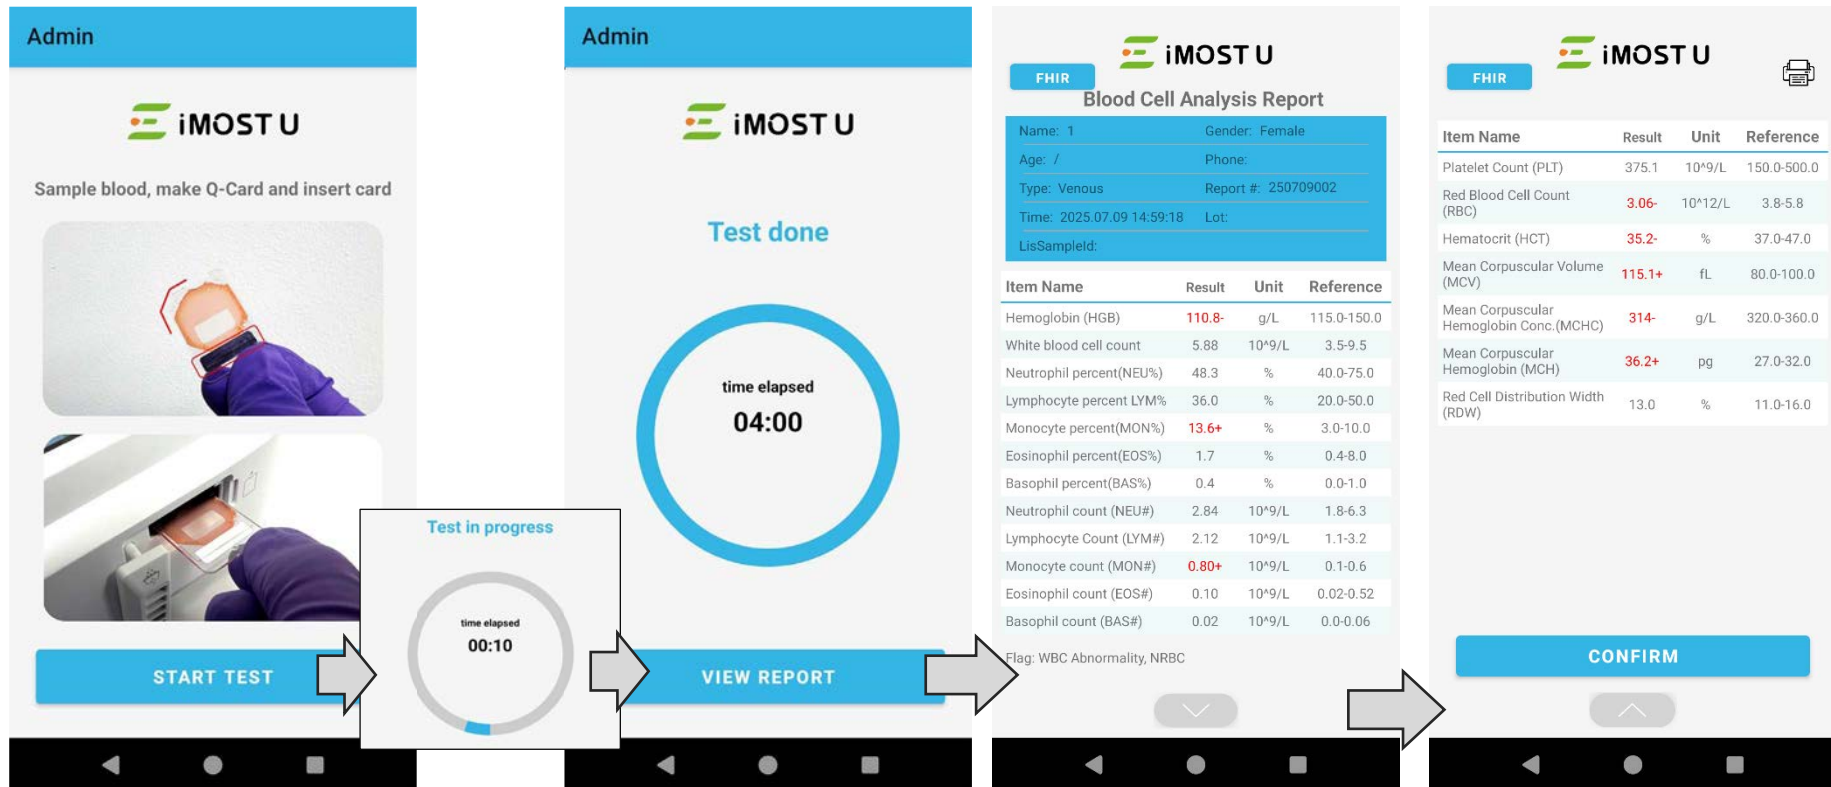 Admin
iMOST U
Sample blood, make Q-Card and insert card
START TEST
Test in progress
time elapsed
00:10
Admin
iMOST U
Test done
time elapsed
04:00
VIEW REPORT
iMOST U
FHIR
Blood Cell Analysis Report
Name: 1 Gender: Female
Age: / Phone:
Type: Venous Report #: 250709002
Time: 2025.07.09 14:59:18 Lot:
LisSampleId:
Item Name Result Unit Reference
Hemoglobin (HGB) 110.8- g/L 115.0-150.0
White blood cell count 5.88 10^9/L 3.5-9.5
Neutrophil percent(NEU%) 48.3 % 40.0-75.0
Lymphocyte percent LYM% 36.0 % 20.0-50.0
Monocyte percent(MON%) 13.6+ % 3.0-10.0
Eosinophil percent(EOS%) 1.7 % 0.4-8.0
Basophil percent(BAS%) 0.4 % 0.0-1.0
Neutrophil count (NEU#) 2.84 10^9/L 1.8-6.3
Lymphocyte Count (LYM#) 2.12 10^9/L 1.1-3.2
Monocyte count (MON#) 0.80+ 10^9/L 0.1-0.6
Eosinophil count (EOS#) 0.10 10^9/L 0.02-0.52
Basophil count (BAS#) 0.02 10^9/L 0.0-0.06
Flag: WBC Abnormality, NRBC
iMOST U
FHIR
Item Name Result Unit Reference
Platelet Count (PLT) 375.1 10^9/L 150.0-500.0
Red Blood Cell Count
(RBC) 3.06- 10^12/L 3.8-5.8
Hematocrit (HCT) 35.2- % 37.0-47.0
Mean Corpuscular Volume
(MCV) 115.1+ fL 80.0-100.0
Mean Corpuscular
Hemoglobin Conc.(MCHC) 314- g/L 320.0-360.0
Mean Corpuscular
Hemoglobin (MCH) 36.2+ pg 27.0-32.0
Red Cell Distribution Width
(RDW) 13.0 % 11.0-16.0
CONFIRM